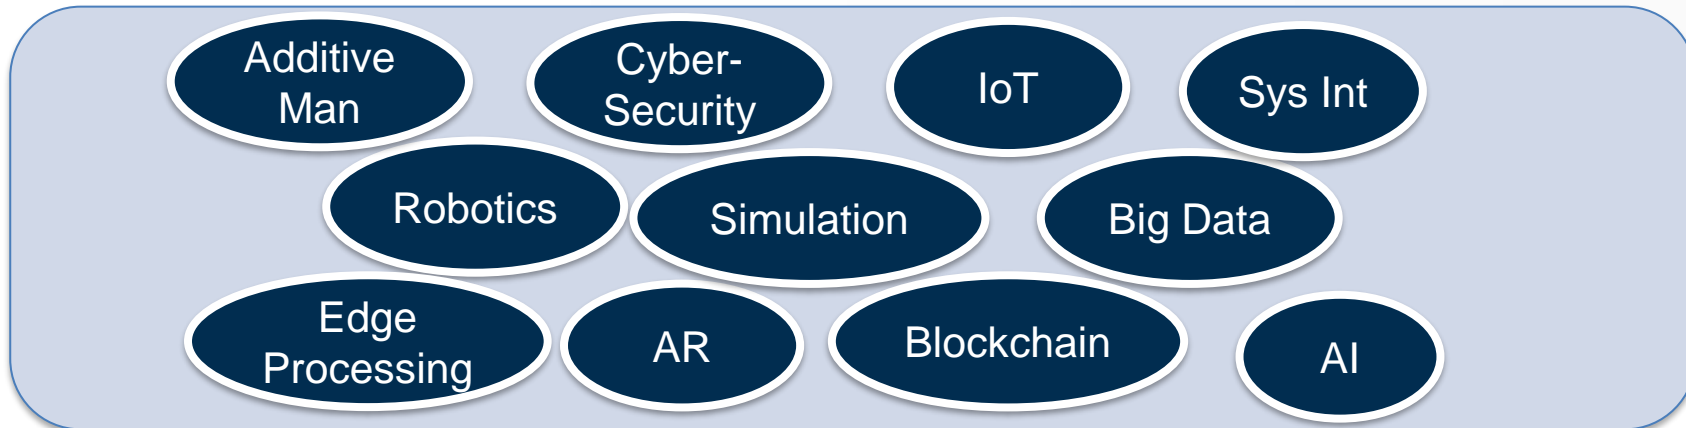 Additive
Man
Cyber-
Security
IoT
Sys Int
Robotics
Simulation
Big Data
Edge
Processing
AR
Blockchain
AI